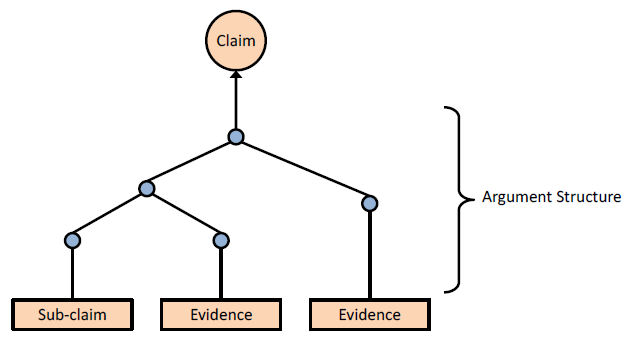 Claim
Argument Structure
Sub-claim
Evidence
Evidence